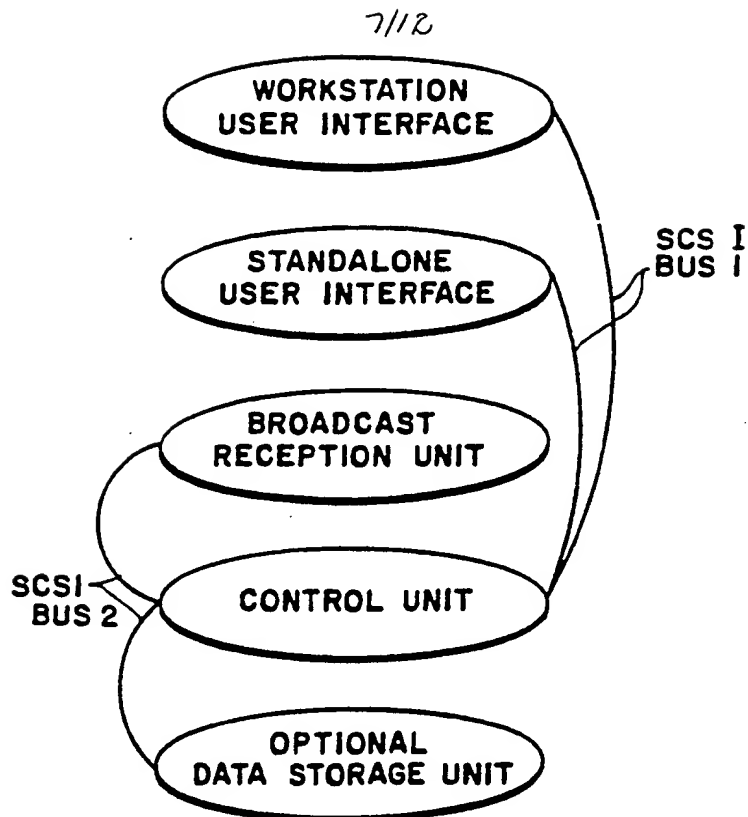 7/12
WORKSTATION
USER INTERFACE
STANDALONE
USER INTERFACE
SCS I
BUS 1
BROADCAST
RECEPTION UNIT
SCSI
BUS 2
CONTROL UNIT
OPTIONAL
DATA STORAGE UNIT